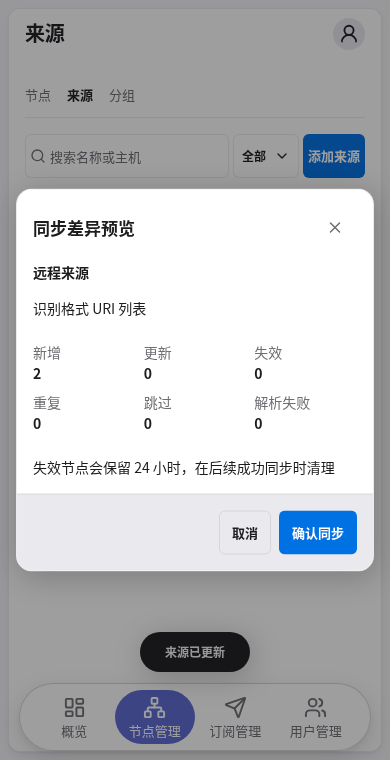 来源
节点 来源 分组
搜索名称或主机 全部 添加来源
同步差异预览
远程来源
识别格式 URI 列表
新增 更新 失效
2 0 0
重复 跳过 解析失败
0 0 0
失效节点会保留 24 小时，在后续成功同步时清理
取消 确认同步
来源已更新
概览 节点管理 订阅管理 用户管理